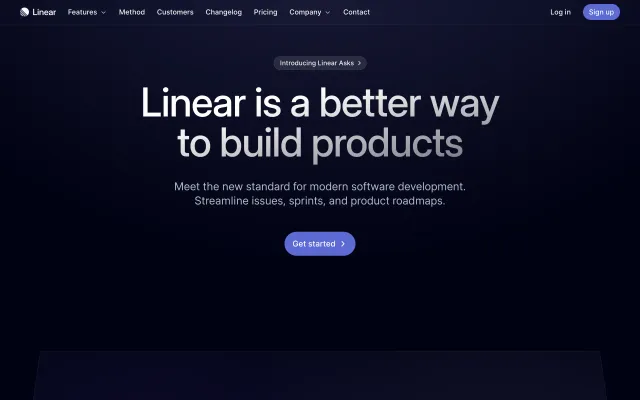 Linear
Features
Method
Customers
Changelog
Pricing
Company
Contact
Log in
Sign up
Introducing Linear Asks
Linear is a better way
to build products
Meet the new standard for modern software development.
Streamline issues, sprints, and product roadmaps.
Get started